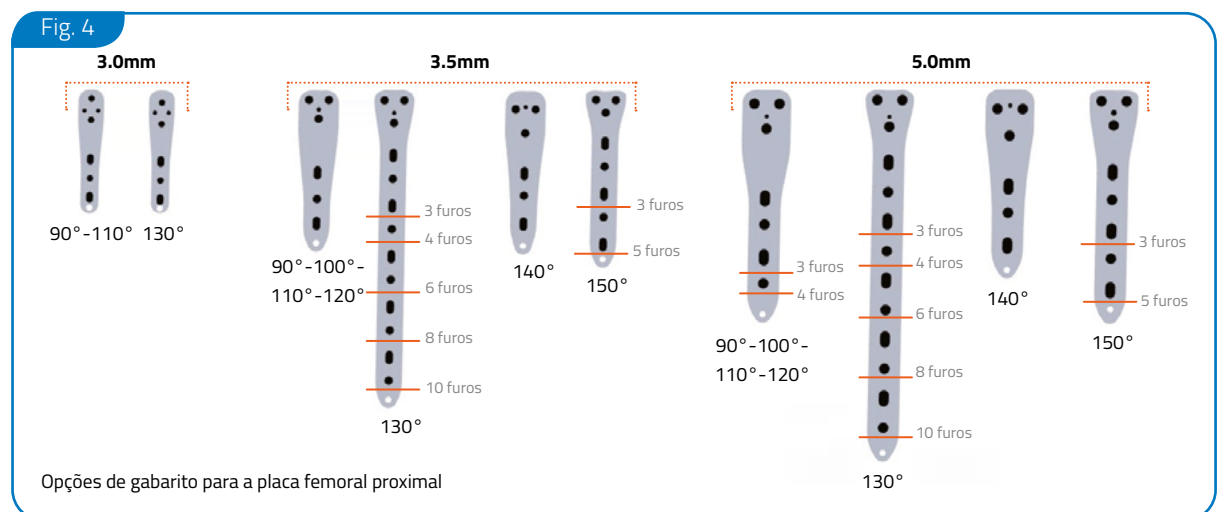 Fig. 4
3.0mm
3.5mm
5.0mm
90°-110°
130°
90°-100°-
110°-120°
3 furos
4 furos
6 furos
8 furos
10 furos
130°
140°
3 furos
5 furos
150°
3 furos
4 furos
90°-100°-
110°-120°
3 furos
4 furos
6 furos
8 furos
10 furos
130°
140°
3 furos
5 furos
150°
Opções de gabarito para a placa femoral proximal